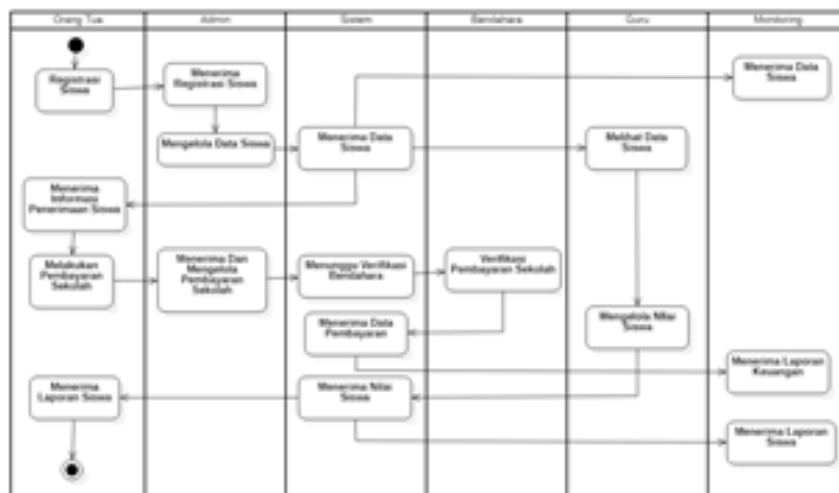 Orang Tua
Admin
Sistem
Bendahara
Guru
Monitoring
Registrasi
Siswa
Menerima
Registrasi Siswa
Menerima Data
Siswa
Mengelola Data Siswa
Menerima Data
Siswa
Melihat Data
Siswa
Menerima
Informasi
Penerimaan Siswa
Melakukan
Pembayaran
Sekolah
Menerima Dan
Mengelola
Pembayaran
Sekolah
Menunggu Verifikasi
Bendahara
Verifikasi
Pembayaran Sekolah
Menerima Data
Pembayaran
Mengelola Nilai
Siswa
Menerima Laporan
Keuangan
Menerima
Laporan Siswa
Menerima Nilai
Siswa
Menerima Laporan
Siswa